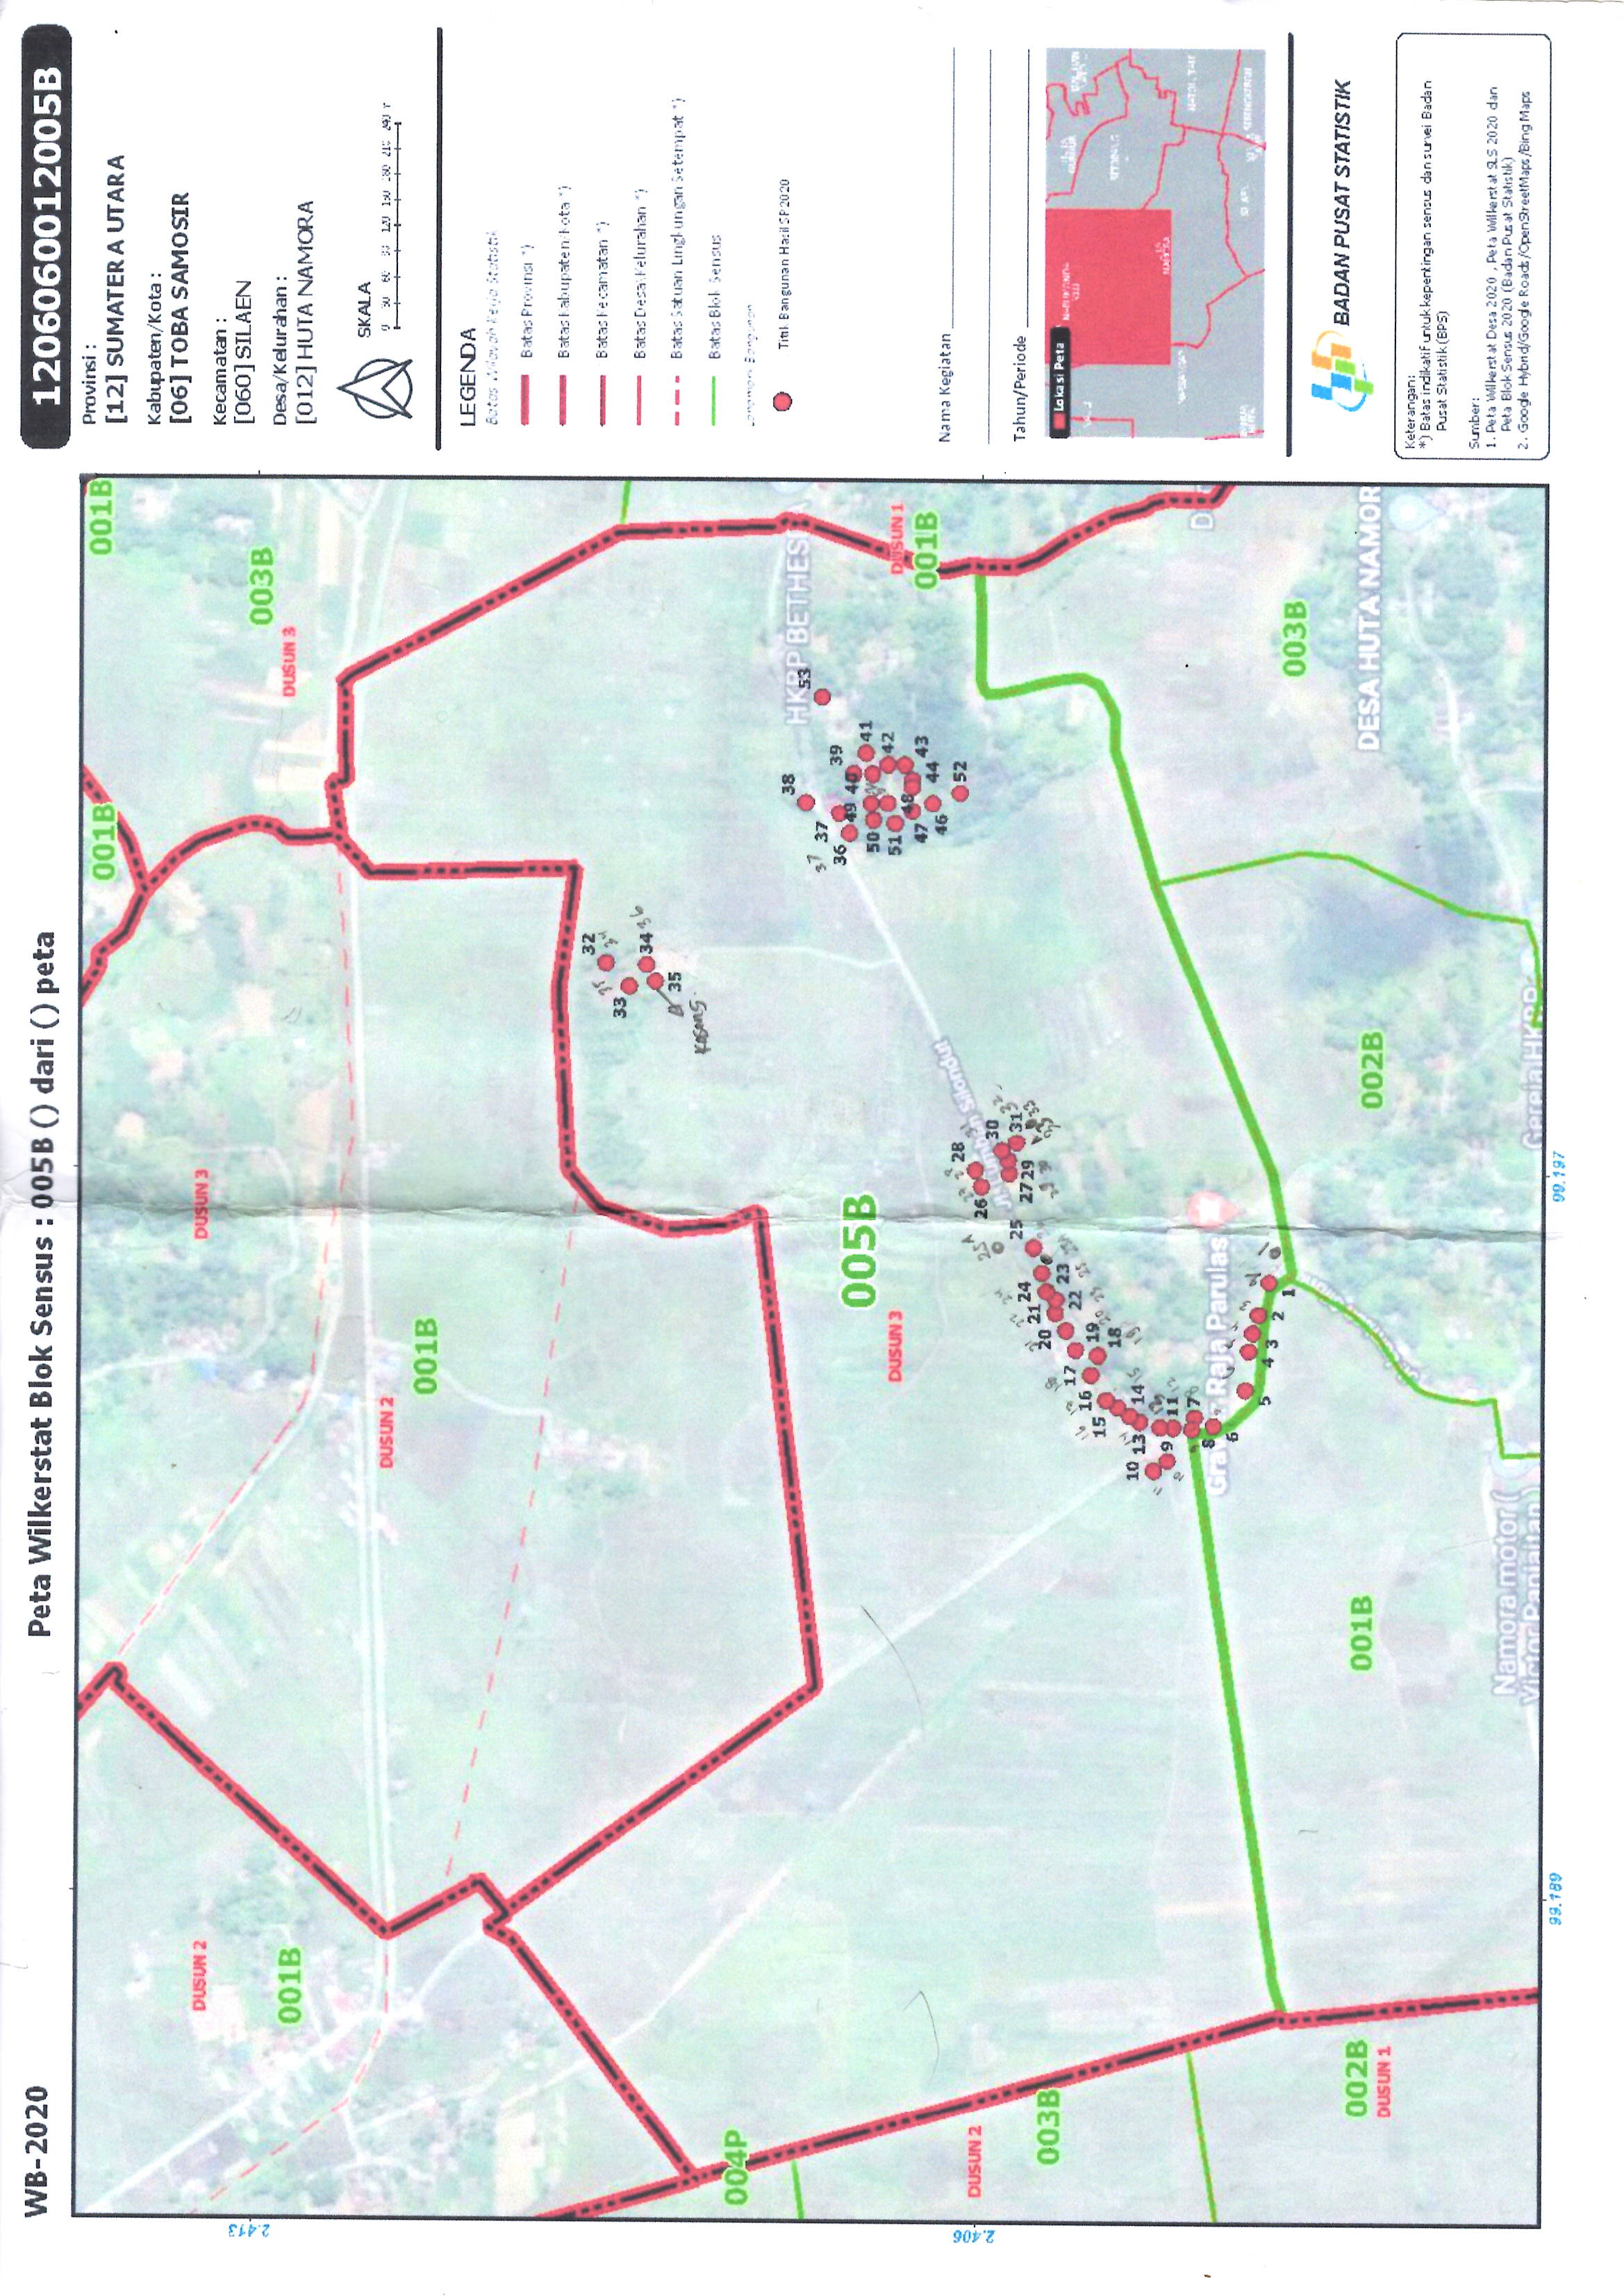 WB-2020
Peta Wilkerstat Blok Sensus : 005B () dari () peta
1206060012005B
Provinsi :
[12] SUMATERA UTARA
Kabupaten/Kota :
[06] TOBA SAMOSIR
Kecamatan :
[060] SILAEN
Desa/Kelurahan :
[012] HUTA NAMORA
SKALA
LEGENDA
Batas Wilayah Kerja Statistik
Batas Provinsi *)
Batas Kabupaten/Kota *)
Batas Kecamatan *)
Batas Desa/Kelurahan *)
Batas Satuan Lingkungan Setempat *)
Batas Blok Sensus
Landmark Bangunan
Titik Bangunan Hasil SP2020
Nama Kegiatan
Tahun/Periode
Lokasi Peta
BADAN PUSAT STATISTIK
Keterangan:
*) Batas indikatif untuk kepentingan sensus dan survei Badan
Pusat Statistik (BPS)
Sumber:
1. Peta Wilkerstat Desa 2020 , Peta Wilkerstat SLS 2020 dan
Peta Blok Sensus 2020 (Badan Pusat Statistik)
2. Google Hybrid/Google Roads/OpenStreetMaps/Bing Maps
001B
001B
DUSUN 2
DUSUN 3
2.413
001B
003B
DUSUN 3
DUSUN 2
001B
32
35
34
33
34 36
35
Kosong
004P
38
HKBP BETHES
53
37
37
36
39
49
40
005B
41
50
DUSUN 3
42
51
DUSUN 1
48
47
43
001B
44
46
2.406
DUSUN 2
52
28
25A
26
Jl. Lumban Silondut
30
003B
25
31
27
29
24
21
20
23
22
17
16
19
15
18
10
13
14
9
11
7
8
Raja Parulas
6
5
4
3
2
1
003B
002B
DUSUN 1
001B
002B
DESA HUTA NAMOR
Namora motor (
Victor Panjaitan)
Gereja HKBP
99.189
99.197